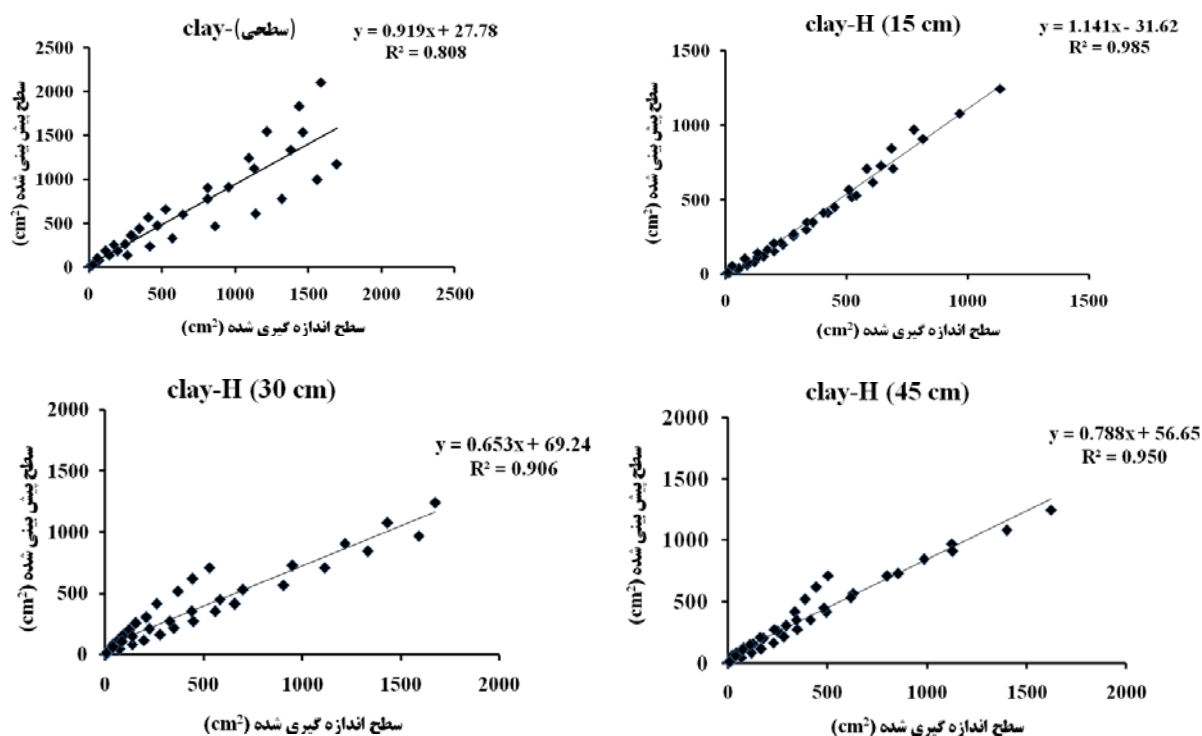 clay-(سطحی)
y = 0.919x + 27.78
R² = 0.808
سطح پیش بینی شده (cm²)
2500
2000
1500
1000
500
0
0 500 1000 1500 2000 2500
سطح اندازه گیری شده (cm²)
clay-H (15 cm)
y = 1.141x - 31.62
R² = 0.985
سطح پیش بینی شده (cm²)
1500
1000
500
0
0 500 1000 1500
سطح اندازه گیری شده (cm²)
clay-H (30 cm)
y = 0.653x + 69.24
R² = 0.906
سطح پیش بینی شده (cm²)
2000
1500
1000
500
0
0 500 1000 1500 2000
سطح اندازه گیری شده (cm²)
clay-H (45 cm)
y = 0.788x + 56.65
R² = 0.950
سطح پیش بینی شده (cm²)
2000
1500
1000
500
0
0 500 1000 1500 2000
سطح اندازه گیری شده (cm²)